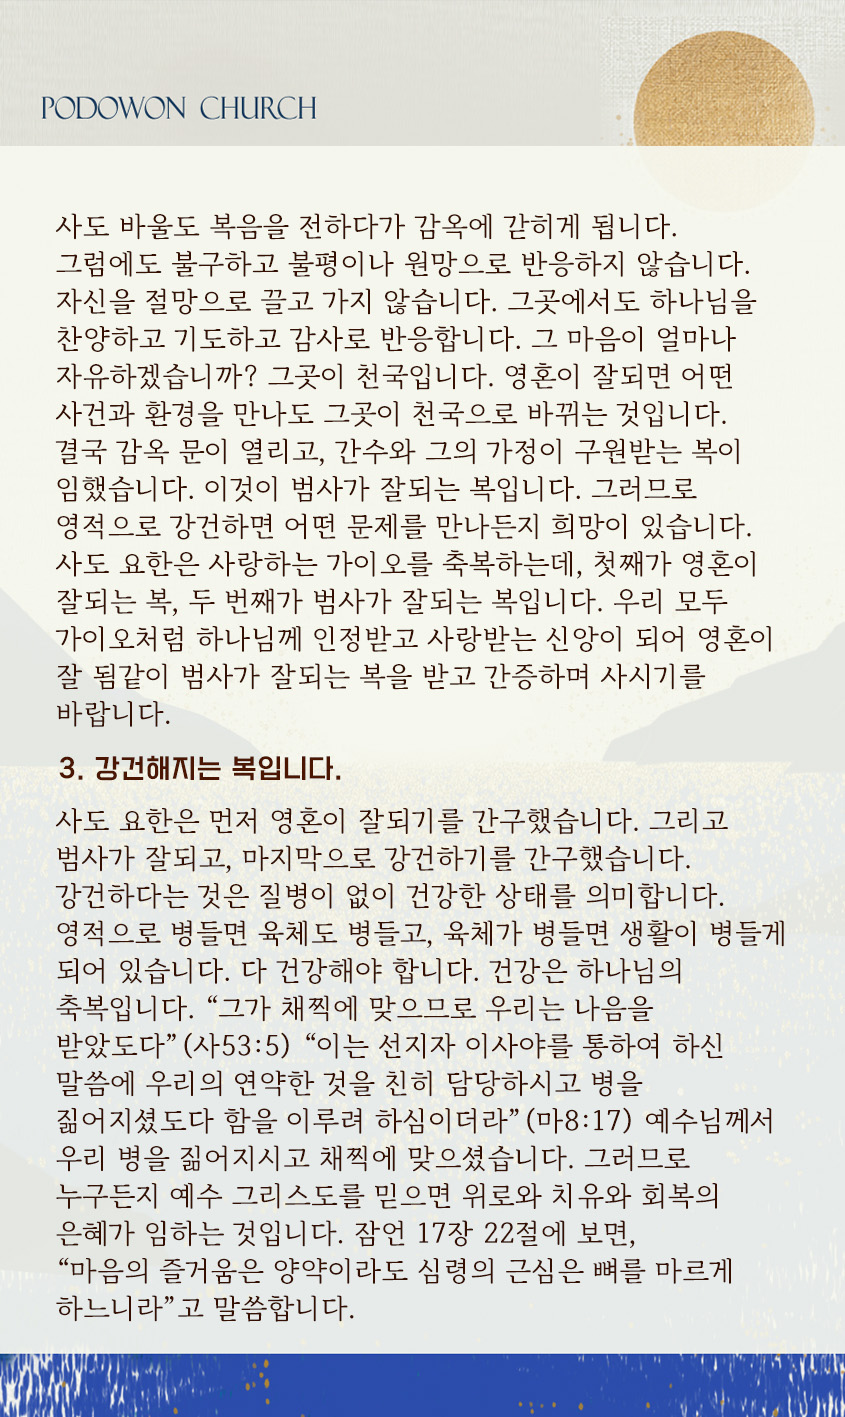 PODOWON CHURCH
사도 바울도 복음을 전하다가 감옥에 갇히게 됩니다.
그럼에도 불구하고 불평이나 원망으로 반응하지 않습니다.
자신을 절망으로 끌고 가지 않습니다. 그곳에서도 하나님을
찬양하고 기도하고 감사로 반응합니다. 그 마음이 얼마나
자유하겠습니까? 그곳이 천국입니다. 영혼이 잘되면 어떤
사건과 환경을 만나도 그곳이 천국으로 바뀌는 것입니다.
결국 감옥 문이 열리고, 간수와 그의 가정이 구원받는 복이
임했습니다. 이것이 범사가 잘되는 복입니다. 그러므로
영적으로 강건하면 어떤 문제를 만나든지 희망이 있습니다.
사도 요한은 사랑하는 가이오를 축복하는데, 첫째가 영혼이
잘되는 복, 두 번째가 범사가 잘되는 복입니다. 우리 모두
가이오처럼 하나님께 인정받고 사랑받는 신앙이 되어 영혼이
잘 됨같이 범사가 잘되는 복을 받고 간증하며 사시기를
바랍니다.
3. 강건해지는 복입니다.
사도 요한은 먼저 영혼이 잘되기를 간구했습니다. 그리고
범사가 잘되고, 마지막으로 강건하기를 간구했습니다.
강건하다는 것은 질병이 없이 건강한 상태를 의미합니다.
영적으로 병들면 육체도 병들고, 육체가 병들면 생활이 병들게
되어 있습니다. 다 건강해야 합니다. 건강은 하나님의
축복입니다. “그가 채찍에 맞으므로 우리는 나음을
받았도다”(사53:5) “이는 선지자 이사야를 통하여 하신
말씀에 우리의 연약한 것을 친히 담당하시고 병을
짊어지셨도다 함을 이루려 하심이더라”(마8:17) 예수님께서
우리 병을 짊어지시고 채찍에 맞으셨습니다. 그러므로
누구든지 예수 그리스도를 믿으면 위로와 치유와 회복의
은혜가 임하는 것입니다. 잠언 17장 22절에 보면,
“마음의 즐거움은 양약이라도 심령의 근심은 뼈를 마르게
하느니라”고 말씀합니다.